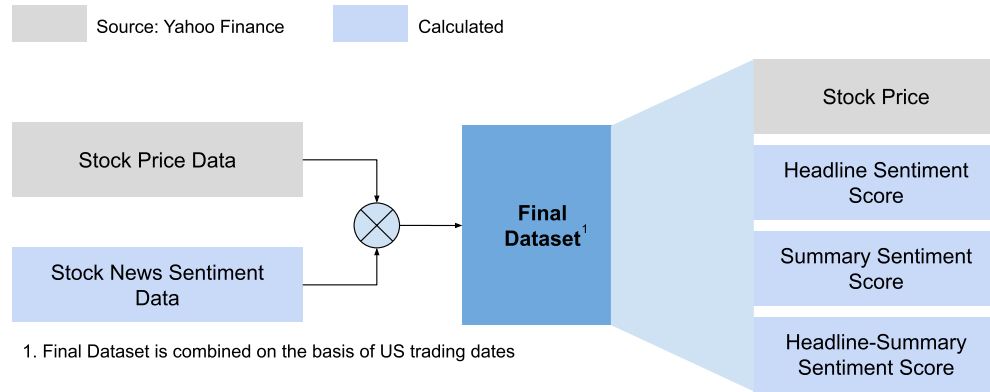 Source: Yahoo Finance
Calculated
Stock Price Data
Stock News Sentiment
Data
Final
Dataset1
Stock Price
Headline Sentiment
Score
Summary Sentiment
Score
Headline-Summary
Sentiment Score
1. Final Dataset is combined on the basis of US trading dates